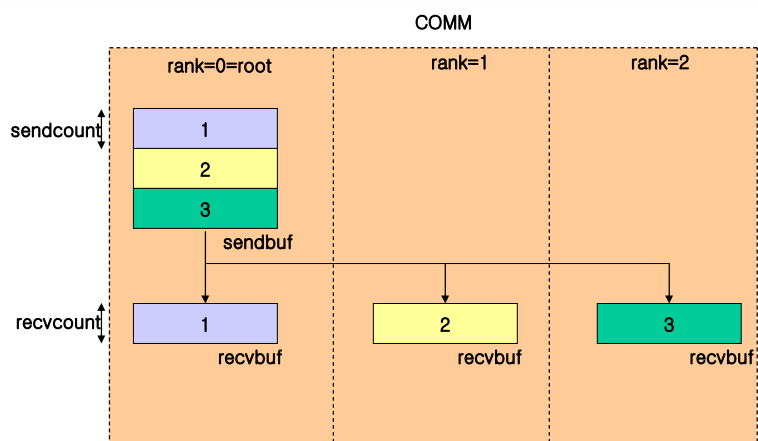 COMM
rank=0=root
rank=1
rank=2
sendcount
1
2
3
sendbuf
recvcount
1
2
3
recvbuf
recvbuf
recvbuf